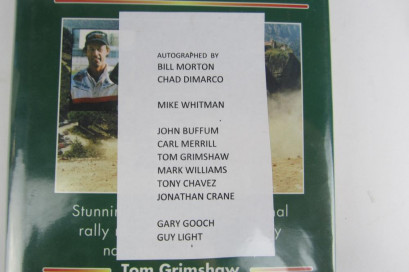 AUTOGRAPHED BY
BILL MORTON
CHAD DIMARCO
MIKE WHITMAN
JOHN BUFFUM
CARL MERRILL
TOM GRIMSHAW
MARK WILLIAMS
TONY CHAVEZ
JONATHAN CRANE
GARY GOOCH
GUY LIGHT
rally
Tom Grimshaw